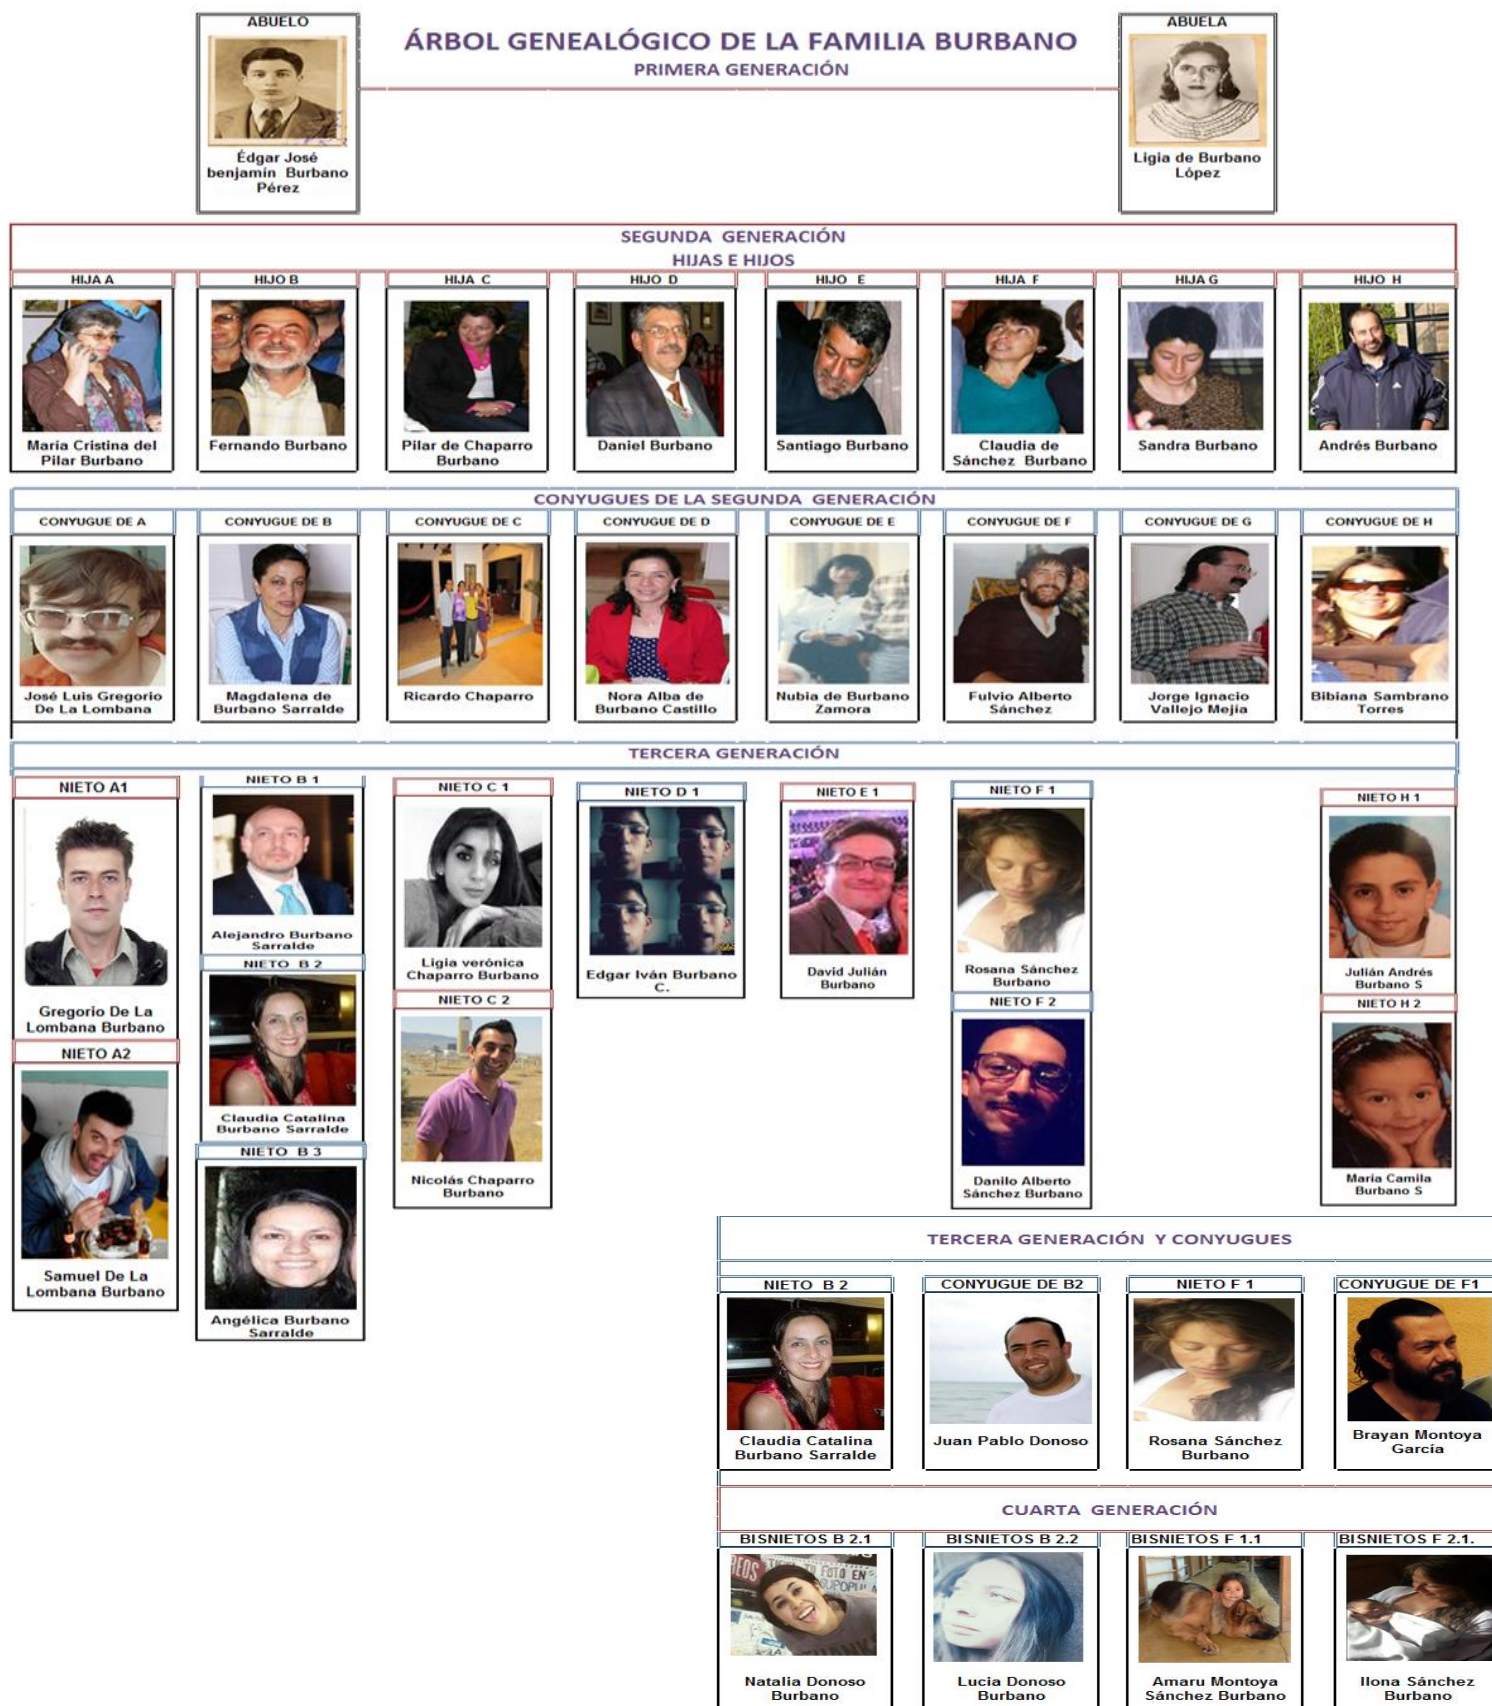 ABUELO
ABUELA
ÁRBOL GENEALÓGICO DE LA FAMILIA BURBANO
PRIMERA GENERACIÓN
Édgar José
benjamín Burbano
Pérez
Ligia de Burbano
López
SEGUNDA GENERACIÓN
HIJAS E HIJOS
HIJA A
HIJO B
HIJA C
HIJO D
HIJO E
HIJA F
HIJA G
HIJO H
María Cristina del
Pilar Burbano
Fernando Burbano
Pilar de Chaparro
Burbano
Daniel Burbano
Santiago Burbano
Claudia de
Sánchez Burbano
Sandra Burbano
Andrés Burbano
CONYUGUES DE LA SEGUNDA GENERACIÓN
CONYUGUE DE A
CONYUGUE DE B
CONYUGUE DE C
CONYUGUE DE D
CONYUGUE DE E
CONYUGUE DE F
CONYUGUE DE G
CONYUGUE DE H
José Luis Gregorio
De La Lombana
Magdalena de
Burbano Sarralde
Ricardo Chaparro
Nora Alba de
Burbano Castillo
Nubia de Burbano
Zamora
Fulvio Alberto
Sánchez
Jorge Ignacio
Vallejo Mejía
Bibiana Sambrano
Torres
TERCERA GENERACIÓN
NIETO A1
Gregorio De La
Lombana Burbano
NIETO A2
Samuel De La
Lombana Burbano
NIETO B 1
Alejandro Burbano
Sarralde
NIETO B 2
Claudia Catalina
Burbano Sarralde
NIETO B 3
Angélica Burbano
Sarralde
NIETO C 1
Ligia verónica
Chaparro Burbano
NIETO C 2
Nicolás Chaparro
Burbano
NIETO D 1
Edgar Iván Burbano
C.
NIETO E 1
David Julián
Burbano
NIETO F 1
Rosana Sánchez
Burbano
NIETO F 2
Danilo Alberto
Sánchez Burbano
NIETO H 1
Julián Andrés
Burbano S
NIETO H 2
María Camila
Burbano S
TERCERA GENERACIÓN Y CONYUGUES
NIETO B 2
CONYUGUE DE B2
NIETO F 1
CONYUGUE DE F1
Claudia Catalina
Burbano Sarralde
Juan Pablo Donoso
Rosana Sánchez
Burbano
Brayan Montoya
García
CUARTA GENERACIÓN
BISNIETOS B 2.1
BISNIETOS B 2.2
BISNIETOS F 1.1
BISNIETOS F 2.1.
Natalia Donoso
Burbano
Lucia Donoso
Burbano
Amaru Montoya
Sánchez Burbano
Ilona Sánchez
Burbano